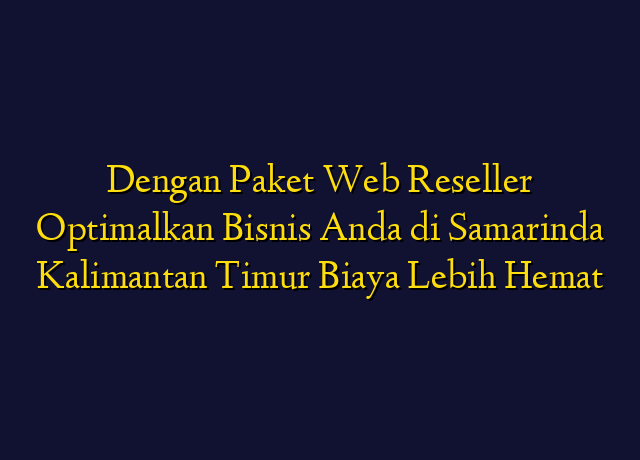 Dengan Paket Web Reseller
Optimalkan Bisnis Anda di Samarinda
Kalimantan Timur Biaya Lebih Hemat